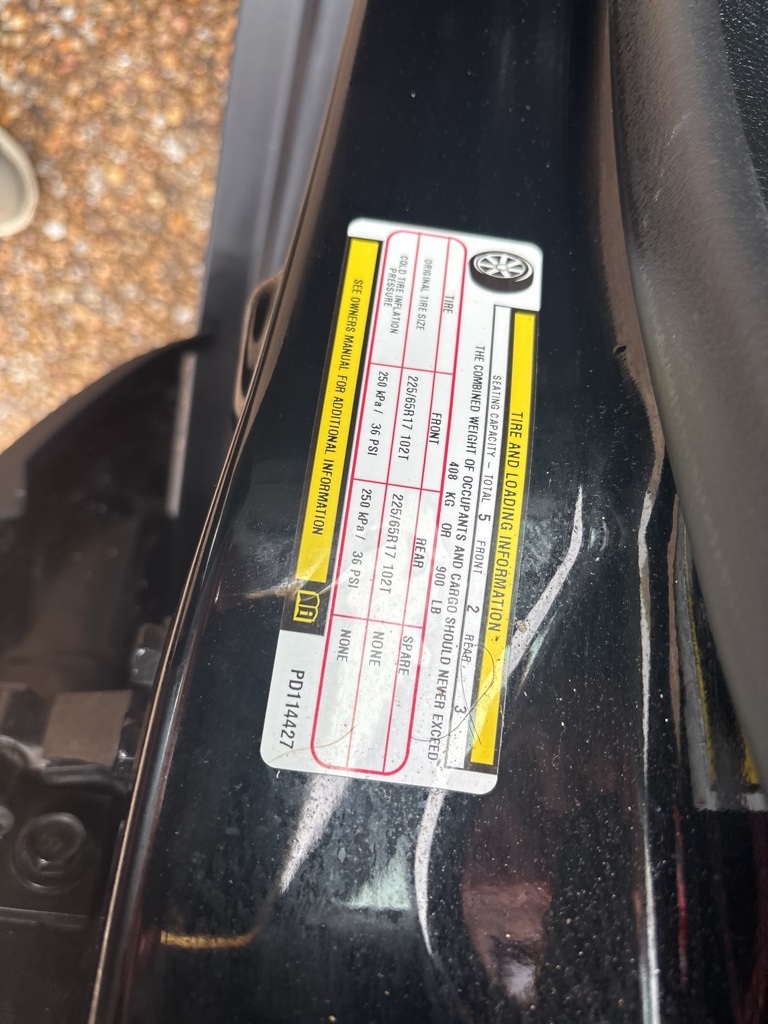 TIRE AND LOADING INFORMATION
SEATING CAPACITY – TOTAL 5 FRONT 2 REAR 3
THE COMBINED WEIGHT OF OCCUPANTS AND CARGO SHOULD NEVER EXCEED
408 KG OR 900 LB
TIRE FRONT REAR SPARE
ORIGINAL TIRE SIZE 225/65R17 102T 225/65R17 102T NONE
COLD TIRE INFLATION
PRESSURE 250 kPa / 36 PSI 250 kPa / 36 PSI NONE
SEE OWNERS MANUAL FOR ADDITIONAL INFORMATION
PD114427